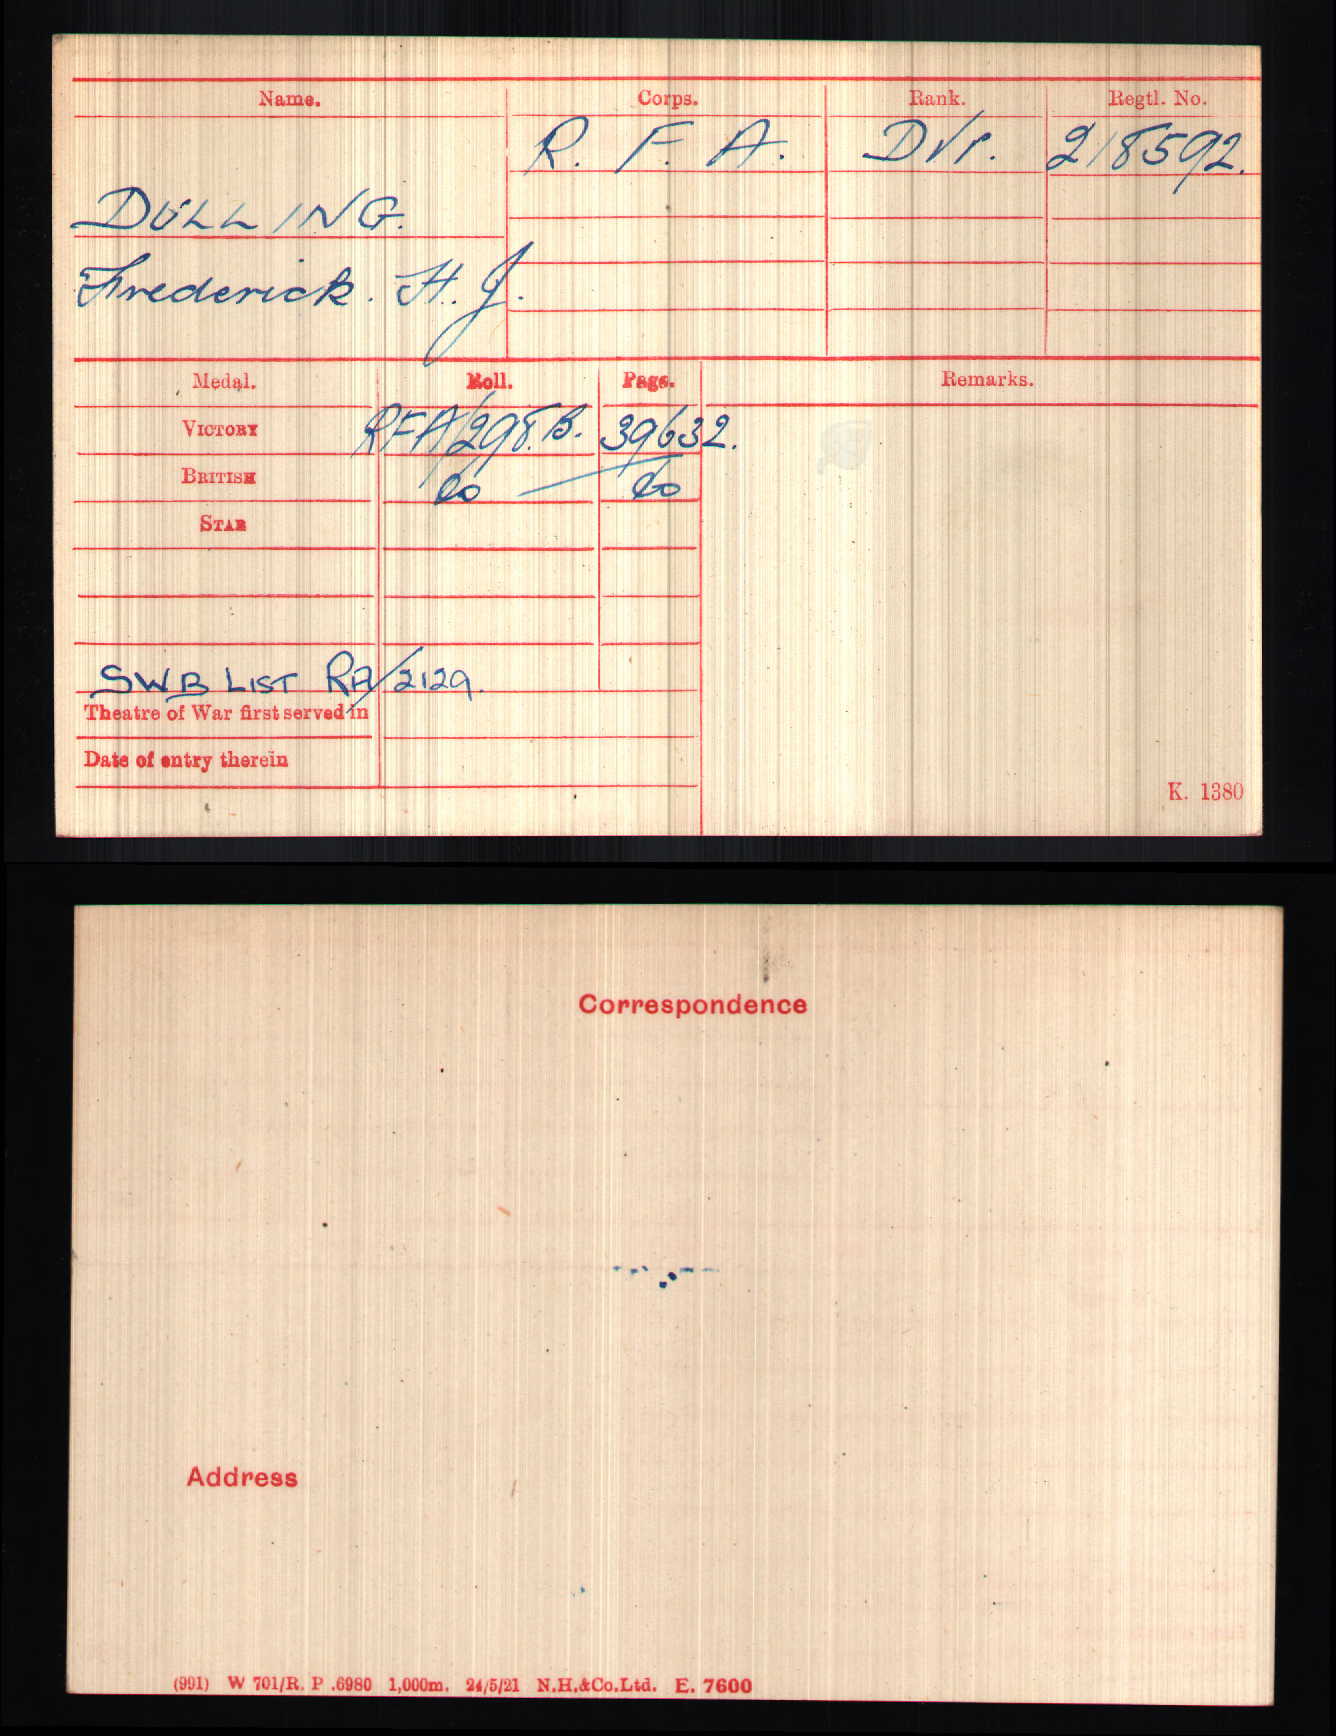 Name. Corps. Rank. Regtl. No.
R. F. A. Dvr. 218592.
DULLING.
Frederick. H. J.
Medal. Roll. Page. Remarks.
VICTORY RFA/298.B. 39632.
BRITISH do do
STAR
SWB LIST RA/2129.
Theatre of War first served in
Date of entry therein
K. 1380
Correspondence
Address
(991) W 701/R. P .6980 1,000m. 24/5/21 N.H.&Co.Ltd. E. 7600